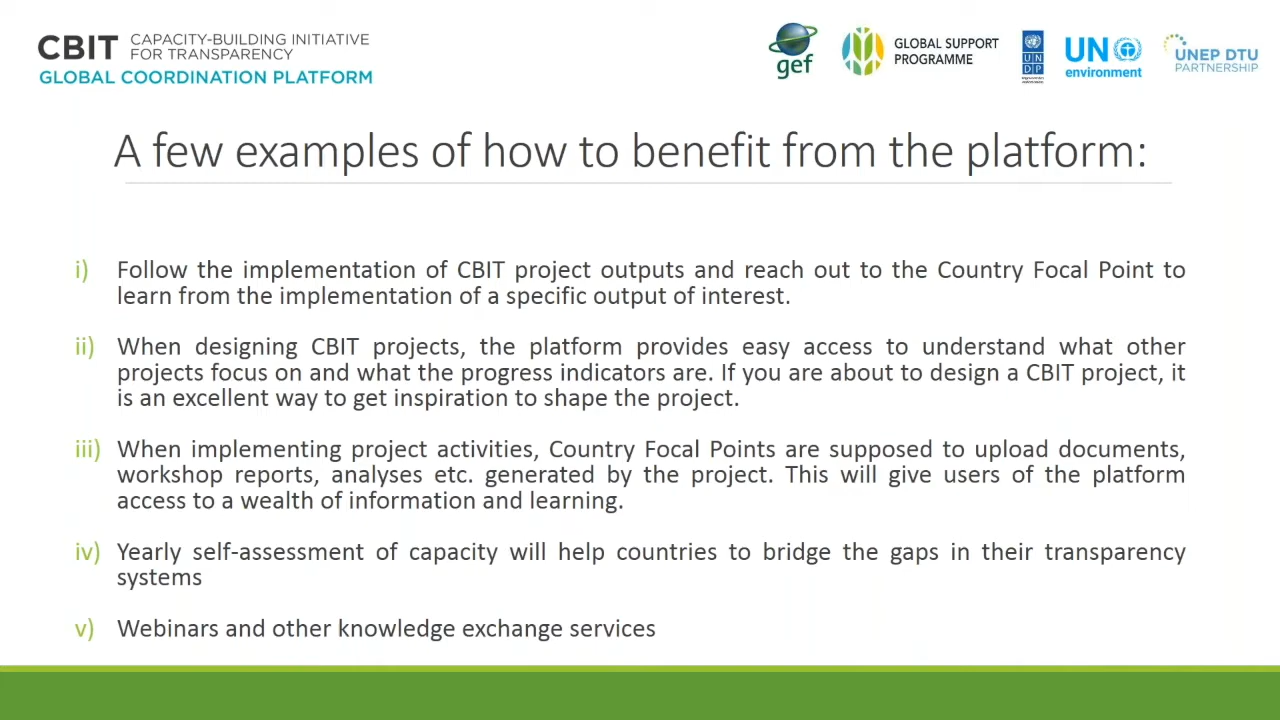 CBIT CAPACITY-BUILDING INITIATIVE
FOR TRANSPARENCY
GLOBAL COORDINATION PLATFORM
gef
GLOBAL SUPPORT
PROGRAMME
U N
D P
UN
environment
UNEP DTU
PARTNERSHIP
A few examples of how to benefit from the platform:
i) Follow the implementation of CBIT project outputs and reach out to the Country Focal Point to
learn from the implementation of a specific output of interest.
ii) When designing CBIT projects, the platform provides easy access to understand what other
projects focus on and what the progress indicators are. If you are about to design a CBIT project, it
is an excellent way to get inspiration to shape the project.
iii) When implementing project activities, Country Focal Points are supposed to upload documents,
workshop reports, analyses etc. generated by the project. This will give users of the platform
access to a wealth of information and learning.
iv) Yearly self-assessment of capacity will help countries to bridge the gaps in their transparency
systems
v) Webinars and other knowledge exchange services